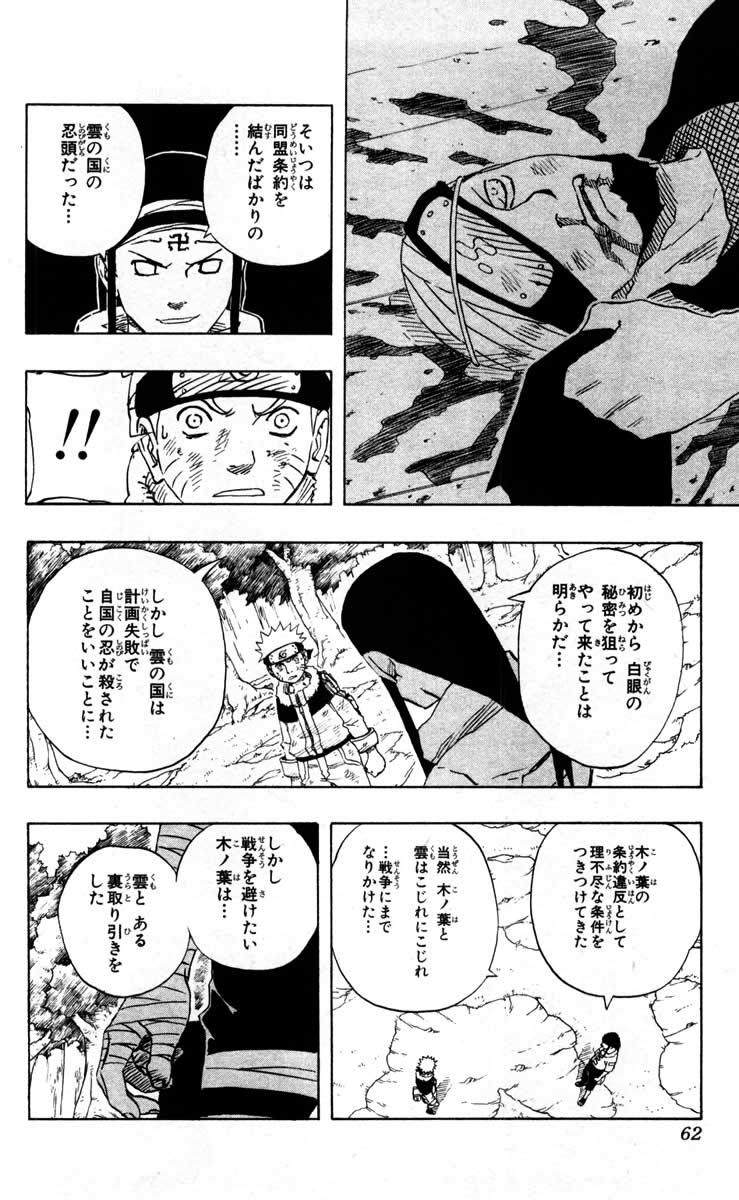 そいつは
同盟条約を
結んだばかりの
……
雲の国の
忍頭だった…
卍
!!
初めから 白眼の
秘密を狙って
やって来たことは
明らかだ…
しかし 雲の国は
計画失敗で
自国の忍が殺された
ことをいいことに…
木ノ葉の
条約違反として
理不尽な条件を
つきつけてきた
当然 木ノ葉と
雲はこじれにこじれ
…戦争にまで
なりかけた…
しかし
戦争を避けたい
木ノ葉は…
雲と ある
裏取り引きを
した
62